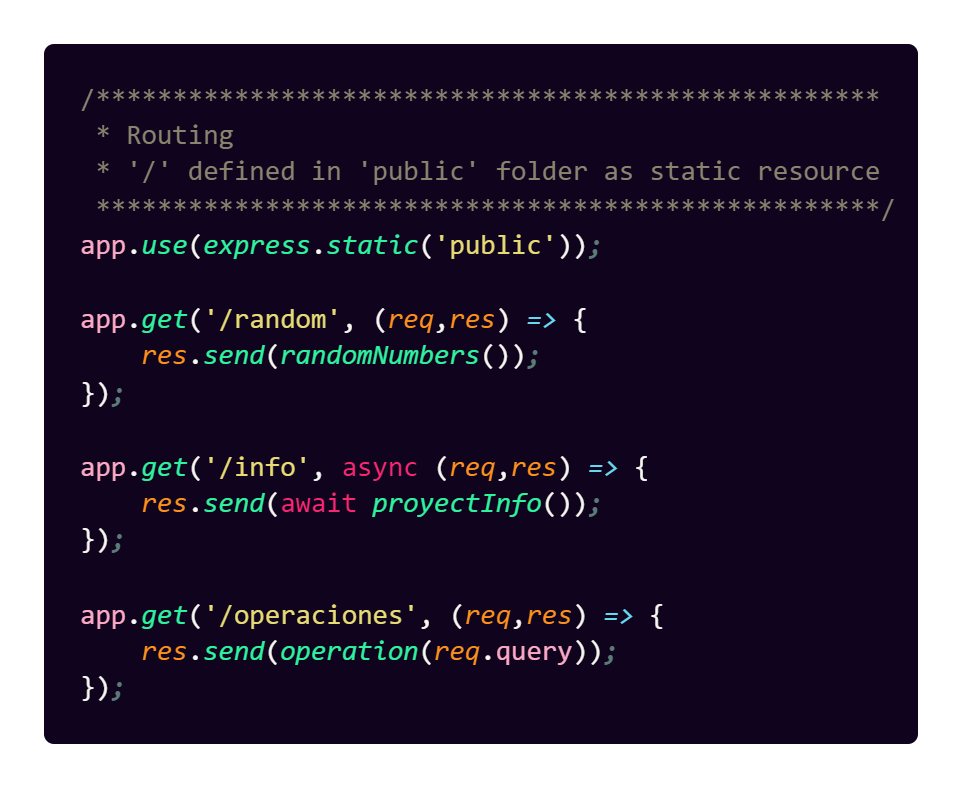 /***************************************************
 * Routing
 * '/' defined in 'public' folder as static resource
 ***************************************************/
app.use(express.static('public'));

app.get('/random', (req,res) => {
    res.send(randomNumbers());
});

app.get('/info', async (req,res) => {
    res.send(await proyectInfo());
});

app.get('/operaciones', (req,res) => {
    res.send(operation(req.query));
});